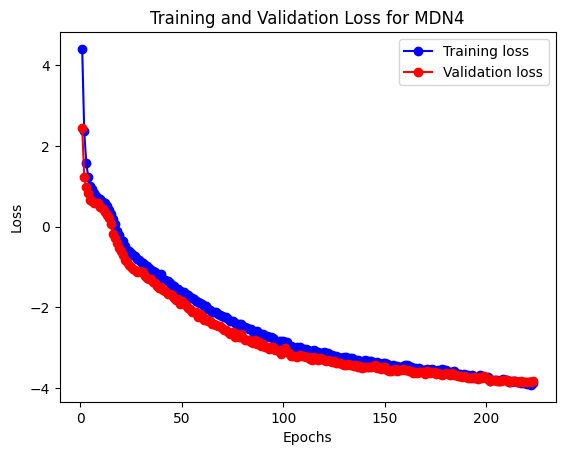 Training and Validation Loss for MDN4
Training loss
Validation loss
4
2
0
−2
−4
Loss
0 50 100 150 200
Epochs